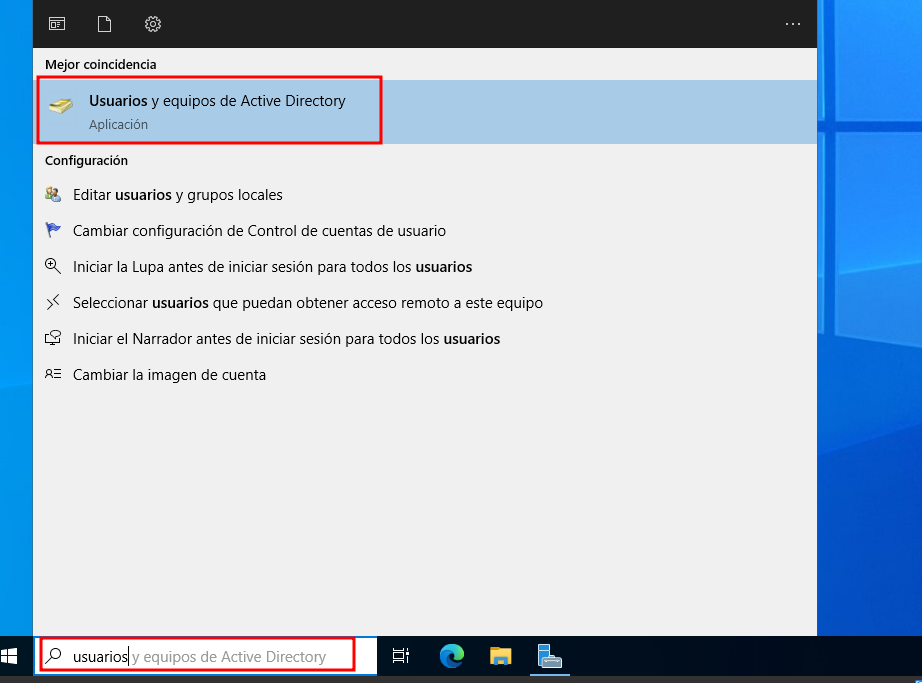 Mejor coincidencia
Usuarios y equipos de Active Directory
Aplicación
Configuración
Editar usuarios y grupos locales
Cambiar configuración de Control de cuentas de usuario
Iniciar la Lupa antes de iniciar sesión para todos los usuarios
Seleccionar usuarios que puedan obtener acceso remoto a este equipo
Iniciar el Narrador antes de iniciar sesión para todos los usuarios
Cambiar la imagen de cuenta
usuarios y equipos de Active Directory